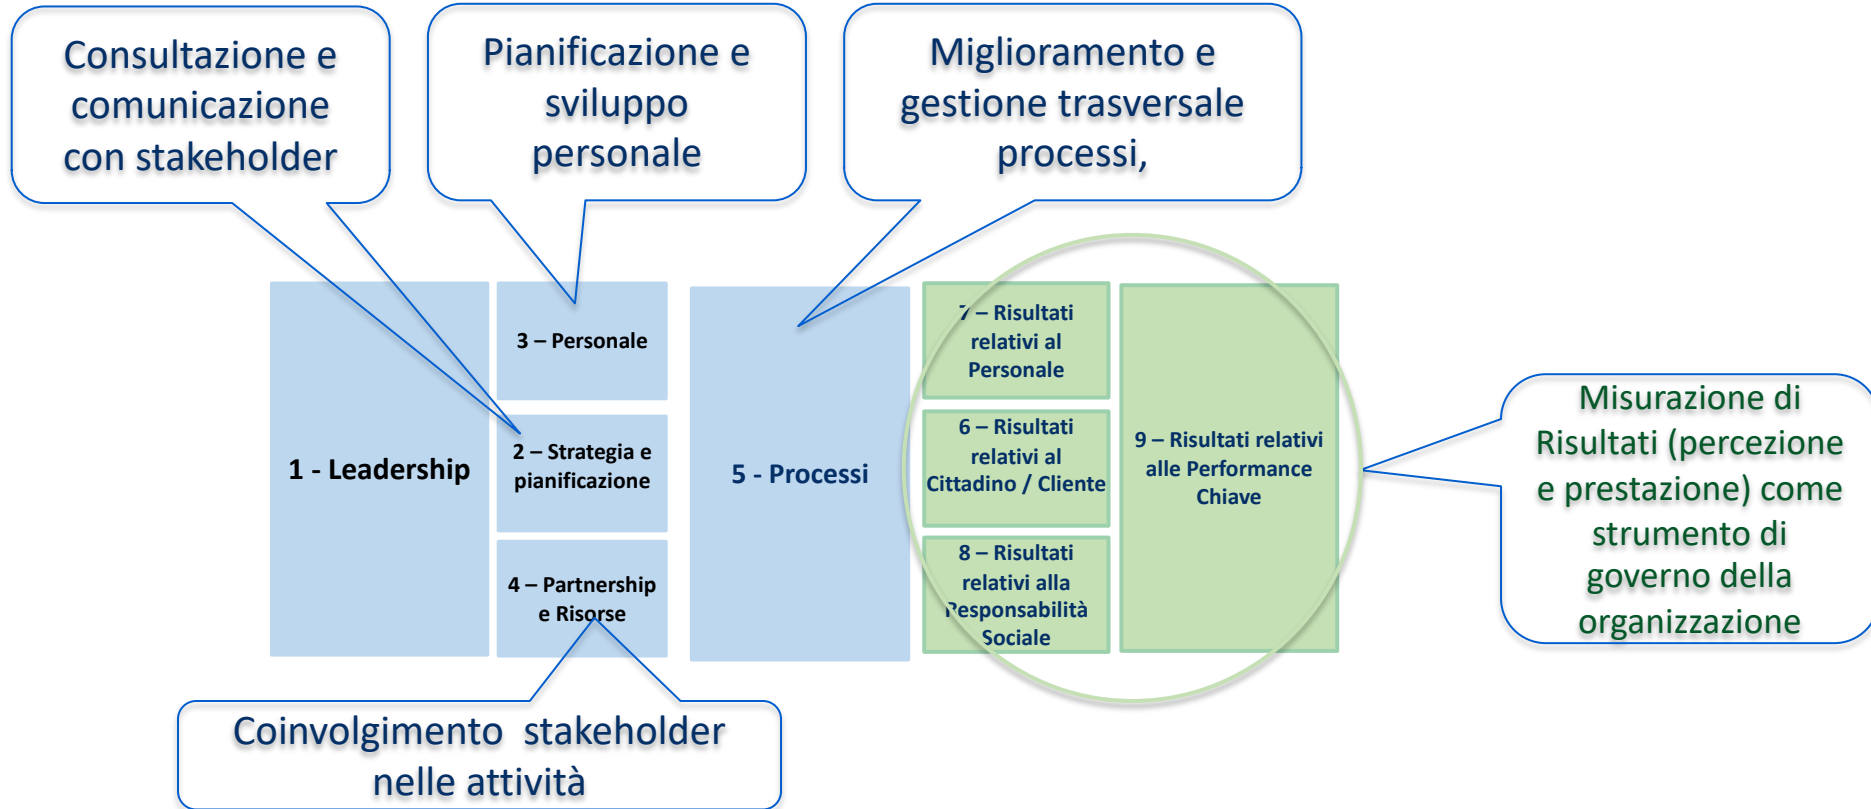 Consultazione e
comunicazione
con stakeholder
Pianificazione e
sviluppo
personale
Miglioramento e
gestione trasversale
processi,
1 - Leadership
3 – Personale
2 – Strategia e
pianificazione
4 – Partnership
e Risorse
5 - Processi
7 – Risultati
relativi al
Personale
6 – Risultati
relativi al
Cittadino / Cliente
8 – Risultati
relativi alla
Responsabilità
Sociale
9 – Risultati relativi
alle Performance
Chiave
Misurazione di
Risultati (percezione
e prestazione) come
strumento di
governo della
organizzazione
Coinvolgimento  stakeholder
nelle attività